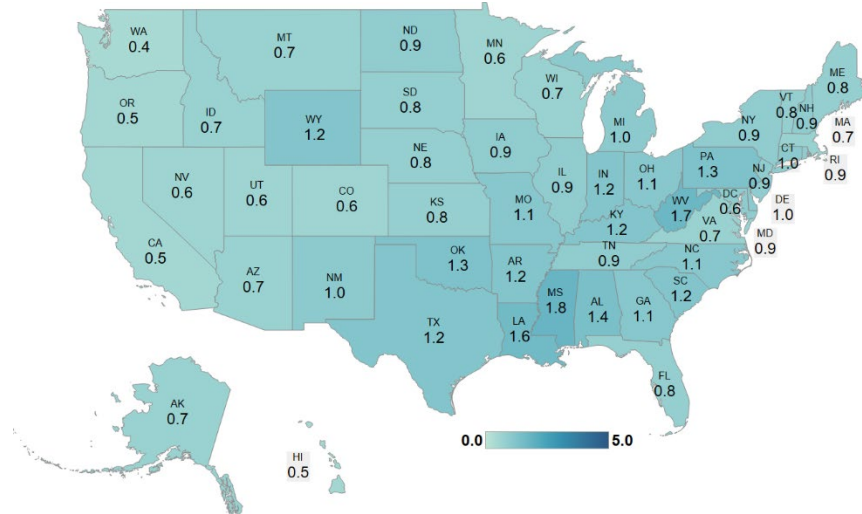 WA
0.4
MT
0.7
ND
0.9
MN
0.6
WI
0.7
ME
0.8
VT
0.8
NH
0.9
MA
0.7
OR
0.5
ID
0.7
WY
1.2
SD
0.8
IA
0.9
MI
1.0
NY
0.9
CT
1.0
RI
0.9
NV
0.6
UT
0.6
CO
0.6
NE
0.8
KS
0.8
MO
1.1
IL
0.9
IN
1.2
OH
1.1
PA
1.3
NJ
0.9
DE
1.0
DC
0.6
MD
0.9
WV
1.7
VA
0.7
KY
1.2
CA
0.5
AZ
0.7
NM
1.0
OK
1.3
AR
1.2
TN
0.9
NC
1.1
SC
1.2
TX
1.2
LA
1.6
MS
1.8
AL
1.4
GA
1.1
FL
0.8
AK
0.7
HI
0.5
0.0 5.0